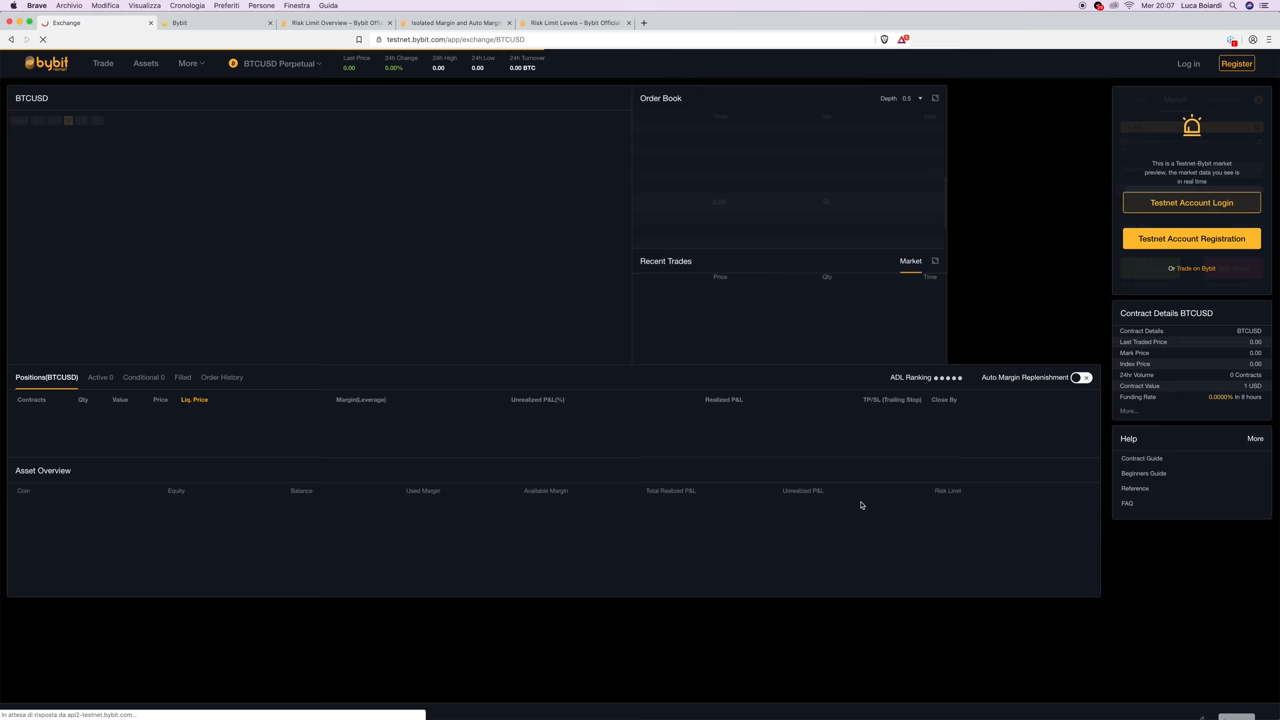 Brave Archivio Modifica Visualizza Cronologia Preferiti Persone Finestra Guida
Mer 20:07 Luca Boiardi
Exchange
Bybit
Risk Limit Overview – Bybit Offi
Isolated Margin and Auto Margin
Risk Limit Levels – Bybit Official
testnet.bybit.com/app/exchange/BTCUSD
BYBIT
TESTNET
Trade Assets More
BTCUSD Perpetual
Last Price 24h Change 24h High 24h Low 24h Turnover
0.00 0.00% 0.00 0.00 0.00 BTC
Log in Register
BTCUSD
Order Book
Depth 0.5
Price Qty
0.00
Recent Trades
Market
Price Qty Time
Market
This is a Testnet-Bybit market
preview, the market data you see is
in real time
Testnet Account Login
Testnet Account Registration
Or Trade on Bybit
Contract Details BTCUSD
Contract Details BTCUSD
Last Traded Price 0.00
Mark Price 0.00
Index Price 0.00
24hr Volume 0 Contracts
Contract Value 1 USD
Funding Rate 0.0000% In 8 hours
More...
Positions(BTCUSD) Active 0 Conditional 0 Filled Order History
ADL Ranking Auto Margin Replenishment
Contracts Qty Value Price Liq. Price Margin(Leverage) Unrealized P&L(%) Realized P&L TP/SL (Trailing Stop) Close By
Asset Overview
Coin Equity Balance Used Margin Available Margin Total Realized P&L Unrealized P&L Risk Limit
Help More
Contract Guide
Beginners Guide
Reference
FAQ
In attesa di risposta da api2-testnet.bybit.com...